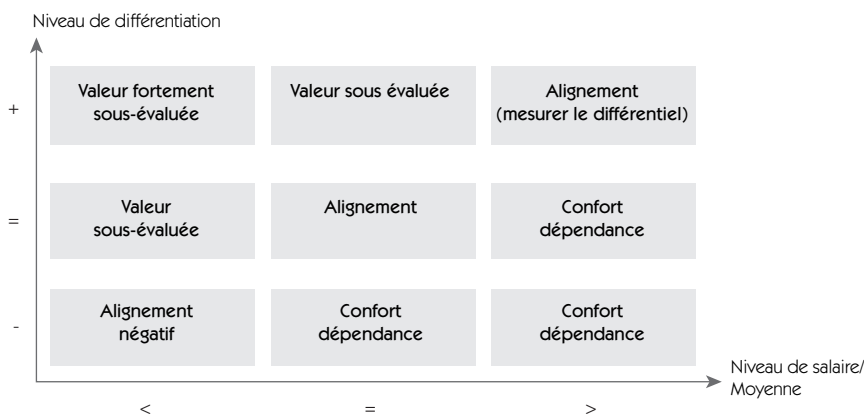 Niveau de différentiation
+
Valeur fortement
sous-évaluée
Valeur sous évaluée
Alignement
(mesurer le différentiel)
=
Valeur
sous-évaluée
Alignement
Confort
dépendance
-
Alignement
négatif
Confort
dépendance
Confort
dépendance
Niveau de salaire/
Moyenne
<
=
>